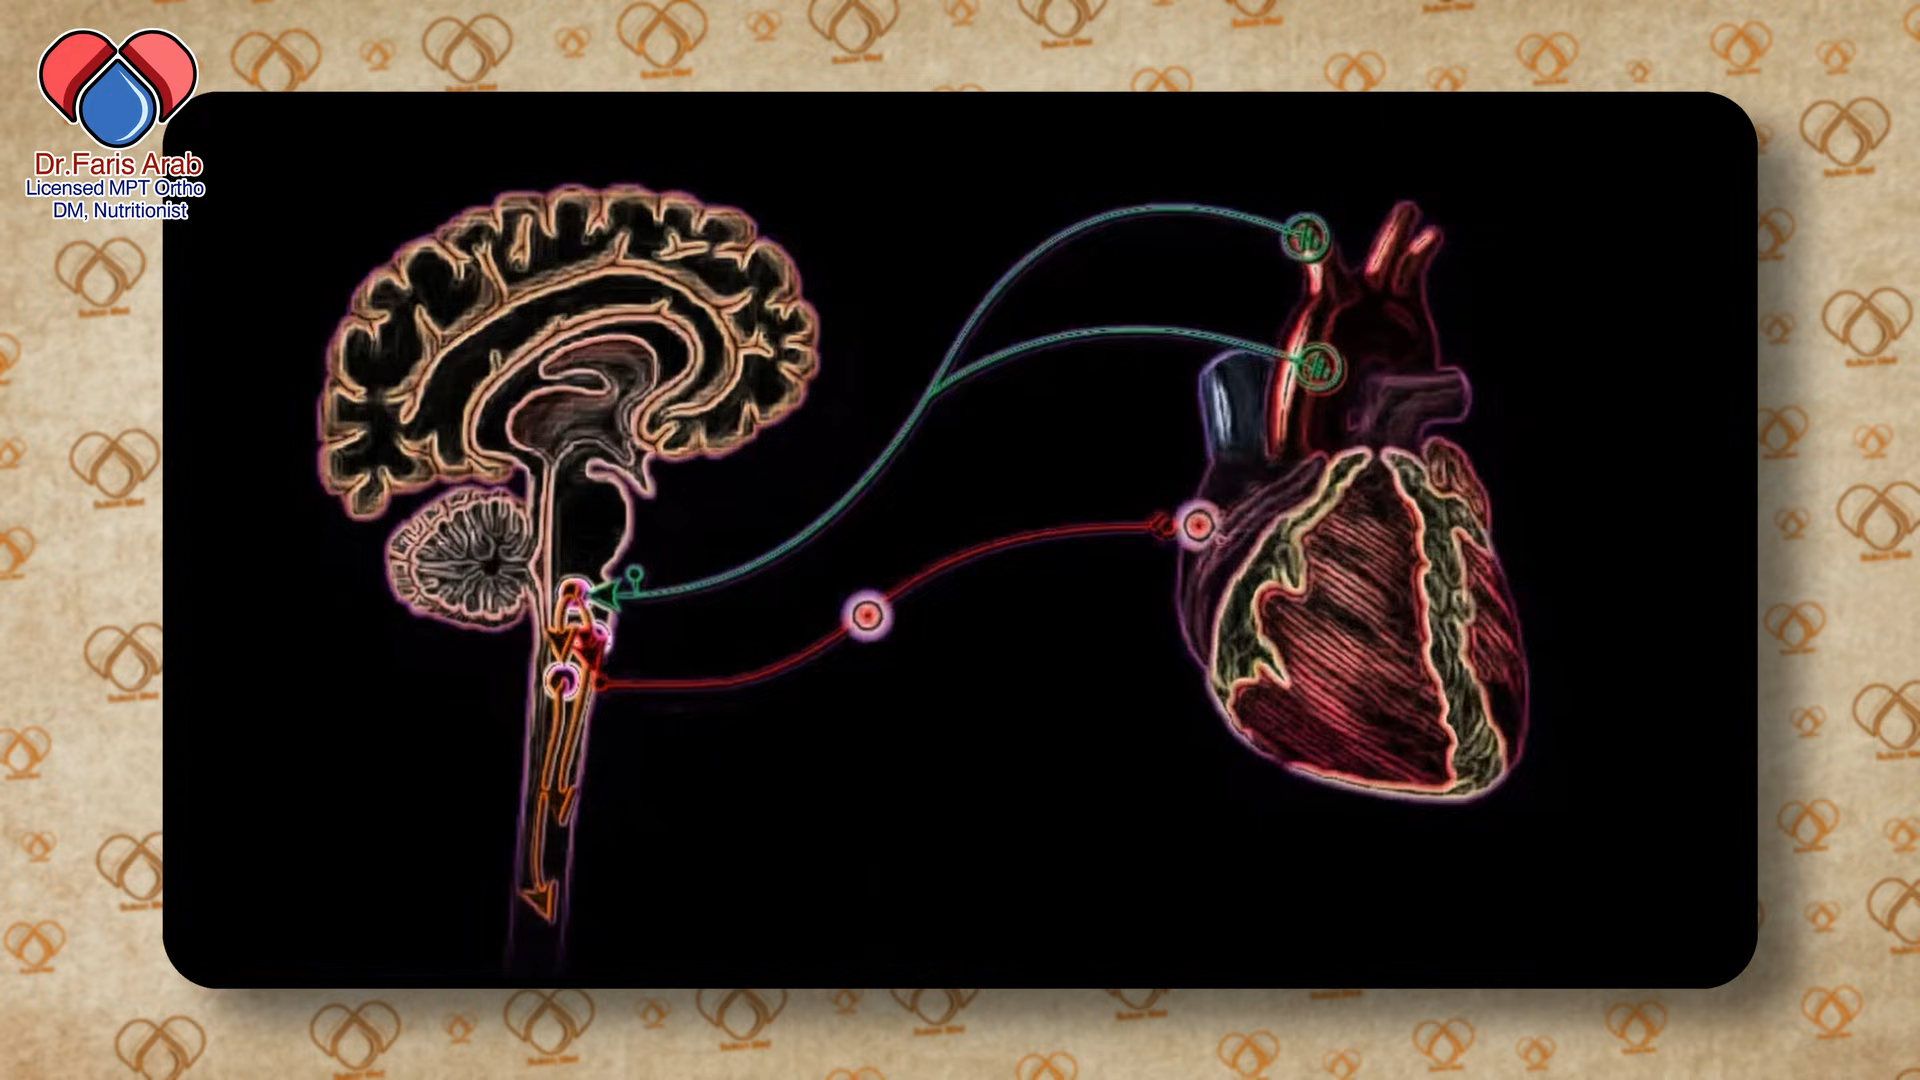 Dr.Faris Arab
Licensed MPT Ortho
DM, Nutritionist